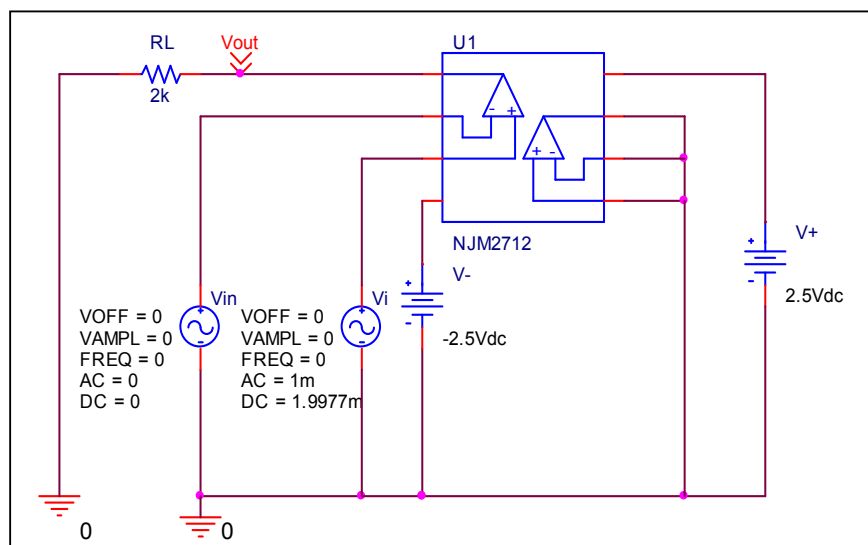 RL
Vout
U1
2k
- +
+ -
NJM2712
V+
+
-
2.5Vdc
V-
+
-
-2.5Vdc
Vin
+
-
VOFF = 0
VAMPL = 0
FREQ = 0
AC = 0
DC = 0
Vi
+
-
VOFF = 0
VAMPL = 0
FREQ = 0
AC = 1m
DC = 1.9977m
0
0